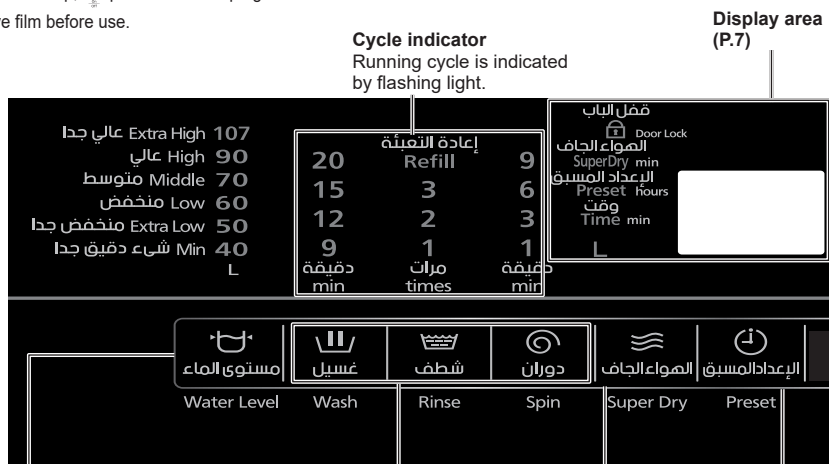 e film before use.
Display area
(P.7)
Cycle indicator
Running cycle is indicated
by flashing light.
عالي جدا Extra High 107
عالي High 90
متوسط Middle 70
منخفض Low 60
منخفض جدا Extra Low 50
شيء دقيق جدا Min 40
L
إعادة التعبئة
20 Refill 9
15 3 6
12 2 3
9 1 1
دقيقة مرات دقيقة
min times min
قفل الباب
Door Lock
الهواء الجاف
SuperDry min
الإعداد المسبق
Preset hours
وقت
Time min
L
مستوى الماء غسيل شطف دوران الهواء الجاف الإعداد المسبق
Water Level Wash Rinse Spin Super Dry Preset